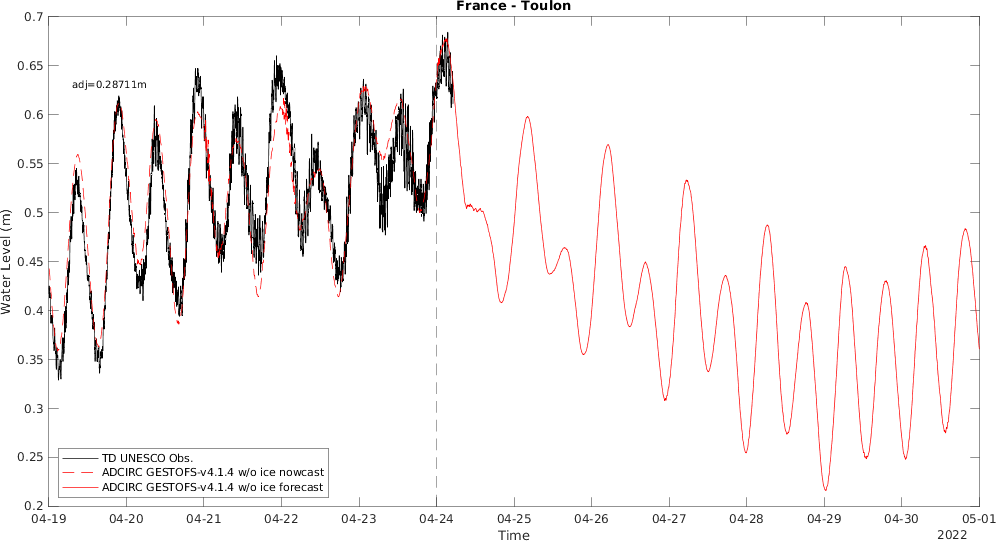 France - Toulon
0.7
0.65
0.6
0.55
0.5
0.45
0.4
0.35
0.3
0.25
0.2
Water Level (m)
adj=0.28711m
TD UNESCO Obs.
ADCIRC GESTOFS-v4.1.4 w/o ice nowcast
ADCIRC GESTOFS-v4.1.4 w/o ice forecast
04-19 04-20 04-21 04-22 04-23 04-24 04-25 04-26 04-27 04-28 04-29 04-30 05-01
Time
2022